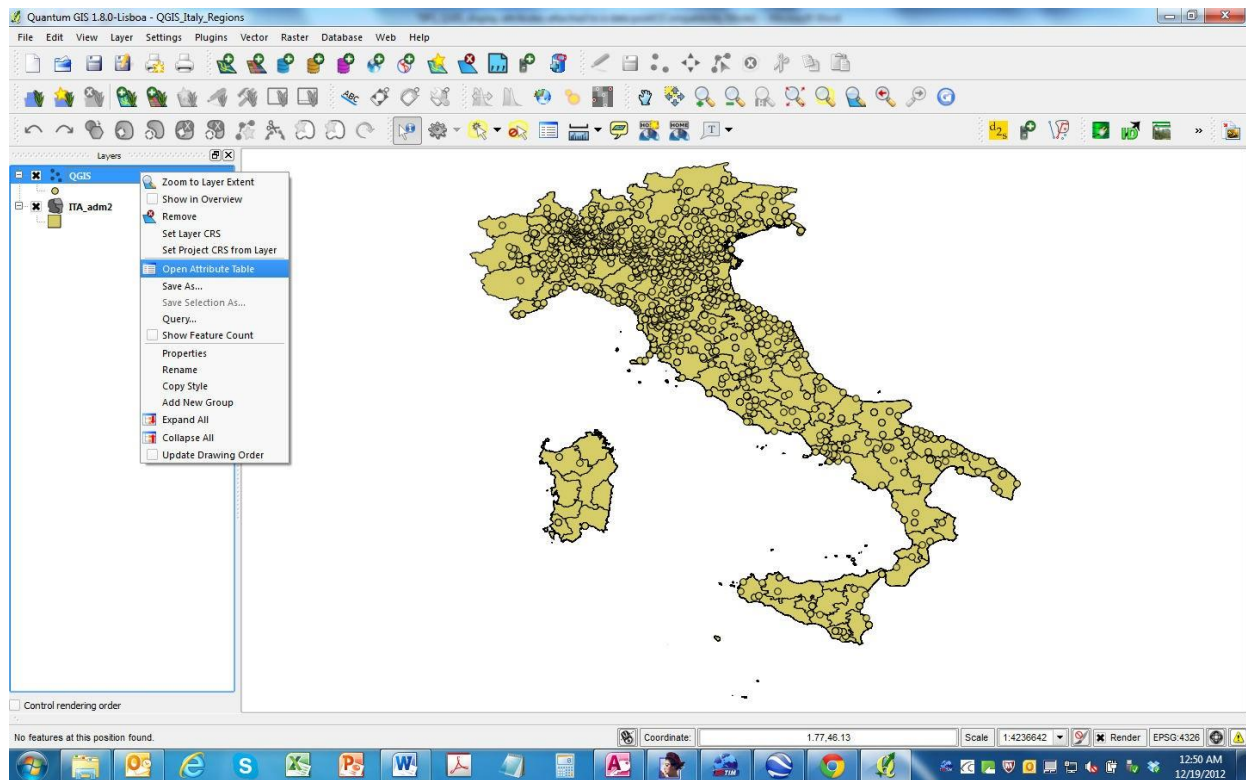 Quantum GIS 1.8.0-Lisboa - QGIS_Italy_Regions
File Edit View Layer Settings Plugins Vector Raster Database Web Help
Layers
QGIS
ITA_adm2
Zoom to Layer Extent
Show in Overview
Remove
Set Layer CRS
Set Project CRS from Layer
Open Attribute Table
Save As...
Save Selection As...
Query...
Show Feature Count
Properties
Rename
Copy Style
Add New Group
Expand All
Collapse All
Update Drawing Order
Control rendering order
No features at this position found.
Coordinate: 1.77,46.13 Scale 1:4236642 Render EPSG:4326
12:50 AM
12/19/2012